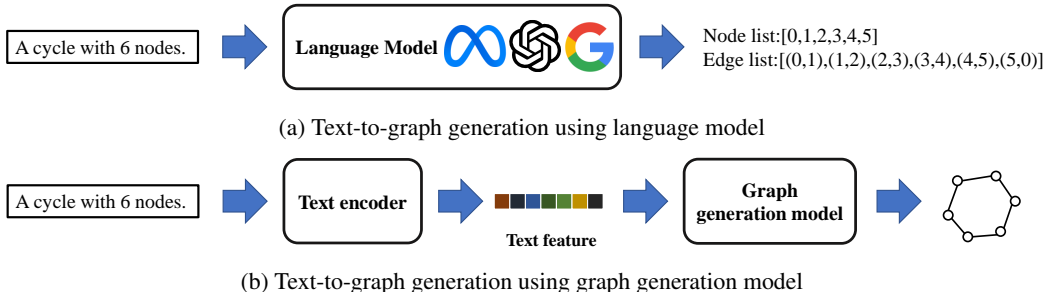 A cycle with 6 nodes.
Language Model
Node list:[0,1,2,3,4,5]
Edge list:[(0,1),(1,2),(2,3),(3,4),(4,5),(5,0)]
(a) Text-to-graph generation using language model
A cycle with 6 nodes.
Text encoder
Text feature
Graph
generation model
(b) Text-to-graph generation using graph generation model